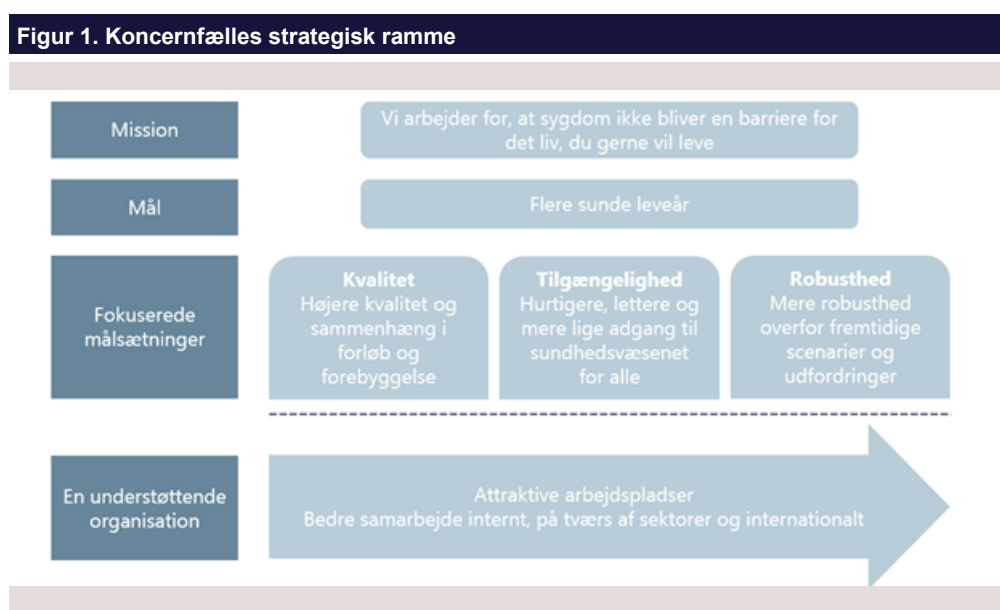 Figur 1. Koncernfælles strategisk ramme
Mission
Vi arbejder for, at sygdom ikke bliver en barriere for
det liv, du gerne vil leve
Mål
Flere sunde leveår
Fokuserede
målsætninger
Kvalitet
Højere kvalitet og
sammenhæng i
forløb og
forebyggelse
Tilgængelighed
Hurtigere, lettere og
mere lige adgang til
sundhedsvæsenet
for alle
Robusthed
Mere robusthed
overfor fremtidige
scenarier og
udfordringer
En understøttende
organisation
Attraktive arbejdspladser
Bedre samarbejde internt, på tværs af sektorer og internationalt